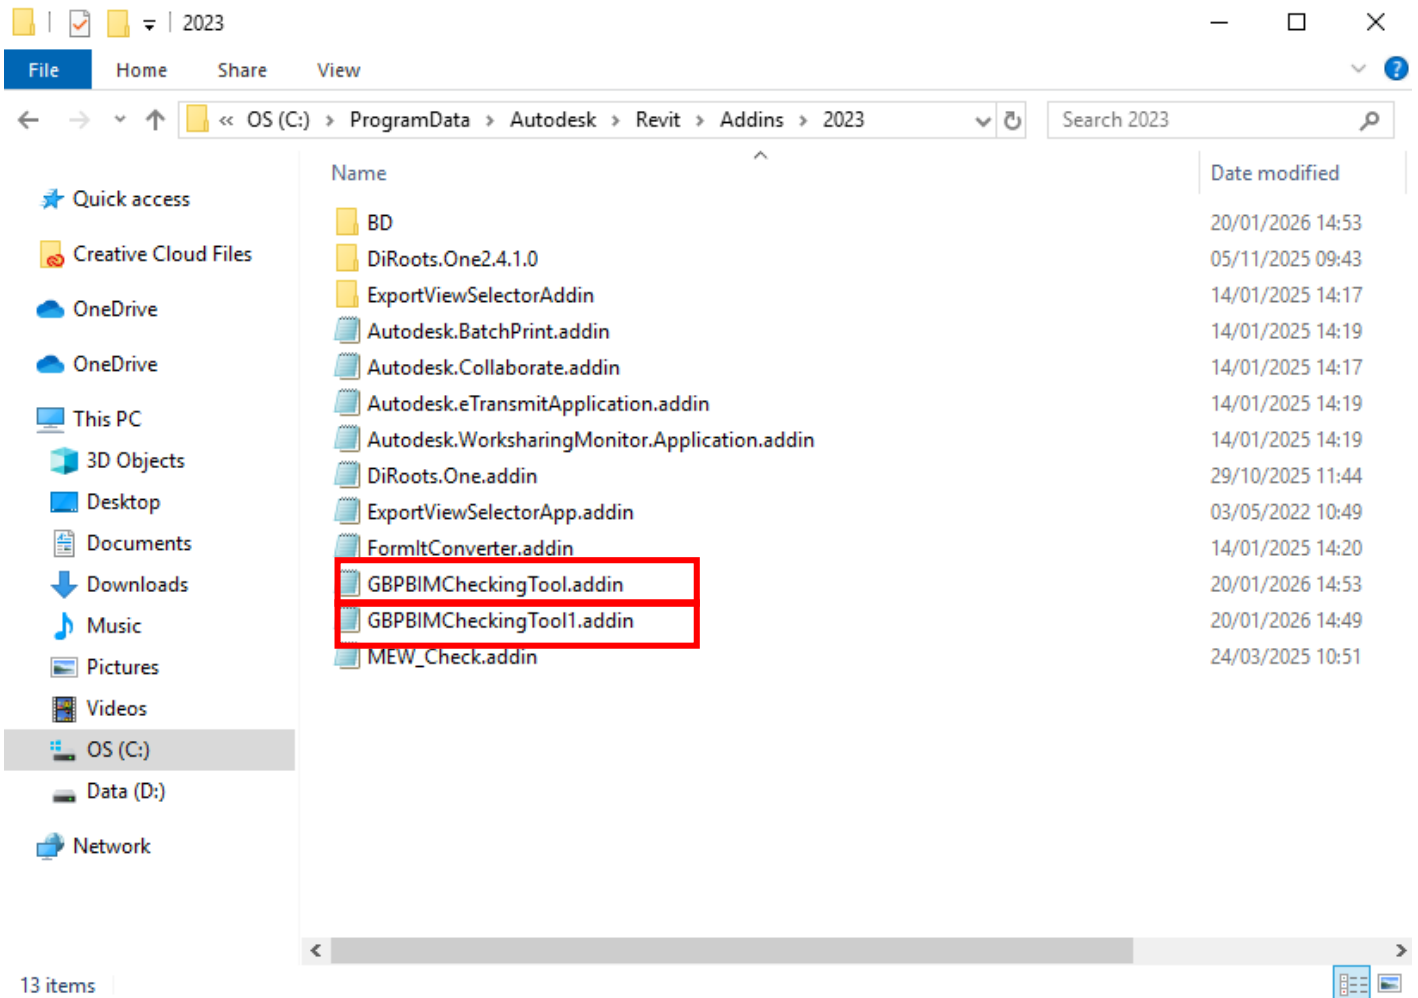 2023
File Home Share View
« OS (C:) › ProgramData › Autodesk › Revit › Addins › 2023
Search 2023
Name Date modified
Quick access
Creative Cloud Files
OneDrive
OneDrive
This PC
3D Objects
Desktop
Documents
Downloads
Music
Pictures
Videos
OS (C:)
Data (D:)
Network
BD 20/01/2026 14:53
DiRoots.One2.4.1.0 05/11/2025 09:43
ExportViewSelectorAddin 14/01/2025 14:17
Autodesk.BatchPrint.addin 14/01/2025 14:19
Autodesk.Collaborate.addin 14/01/2025 14:17
Autodesk.eTransmitApplication.addin 14/01/2025 14:19
Autodesk.WorksharingMonitor.Application.addin 14/01/2025 14:19
DiRoots.One.addin 29/10/2025 11:44
ExportViewSelectorApp.addin 03/05/2022 10:49
FormItConverter.addin 14/01/2025 14:20
GBPBIMCheckingTool.addin 20/01/2026 14:53
GBPBIMCheckingTool1.addin 20/01/2026 14:49
MEW_Check.addin 24/03/2025 10:51
13 items